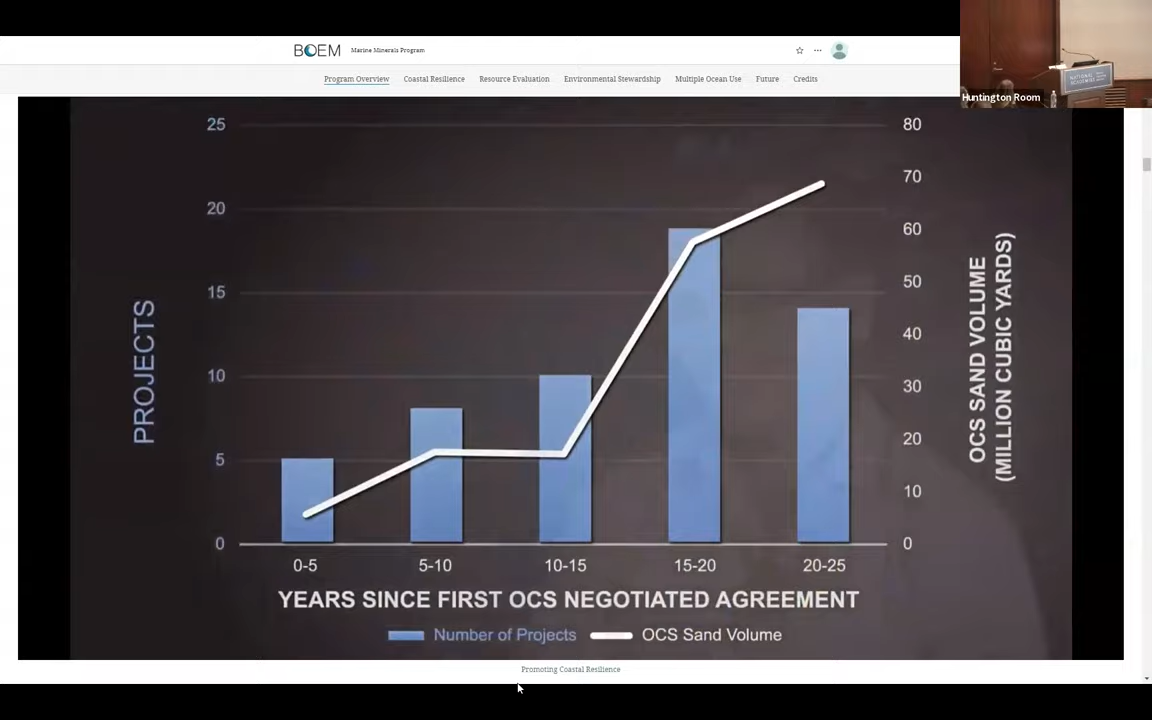 BOEM Marine Minerals Program
Program Overview Coastal Resilience Resource Evaluation Environmental Stewardship Multiple Ocean Use Future Credits
Huntington Room
NATIONAL
25
20
15
10
5
0
PROJECTS
80
70
60
50
40
30
20
10
0
OCS SAND VOLUME
(MILLION CUBIC YARDS)
0-5 5-10 10-15 15-20 20-25
YEARS SINCE FIRST OCS NEGOTIATED AGREEMENT
Number of Projects OCS Sand Volume
Promoting Coastal Resilience